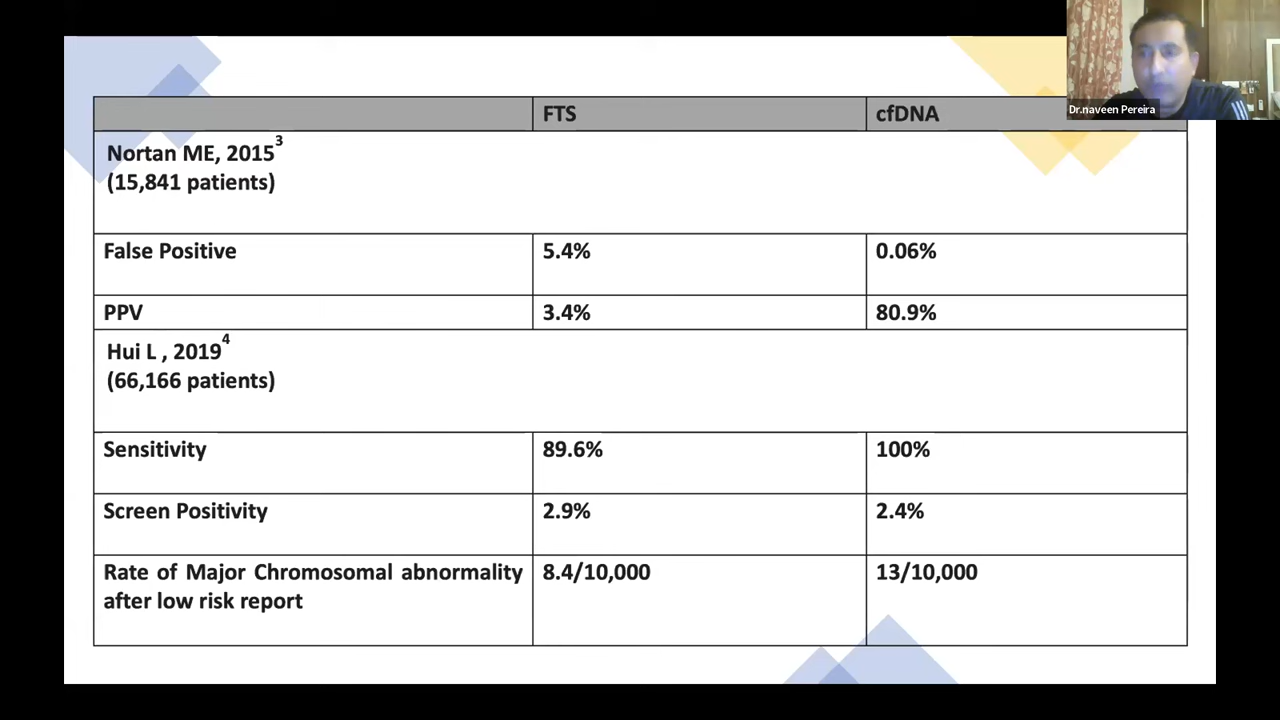 FTS cfDNA
Nortan ME, 2015³
(15,841 patients)
False Positive 5.4% 0.06%
PPV 3.4% 80.9%
Hui L , 2019⁴
(66,166 patients)
Sensitivity 89.6% 100%
Screen Positivity 2.9% 2.4%
Rate of Major Chromosomal abnormality 8.4/10,000 13/10,000
after low risk report
Dr.naveen Pereira